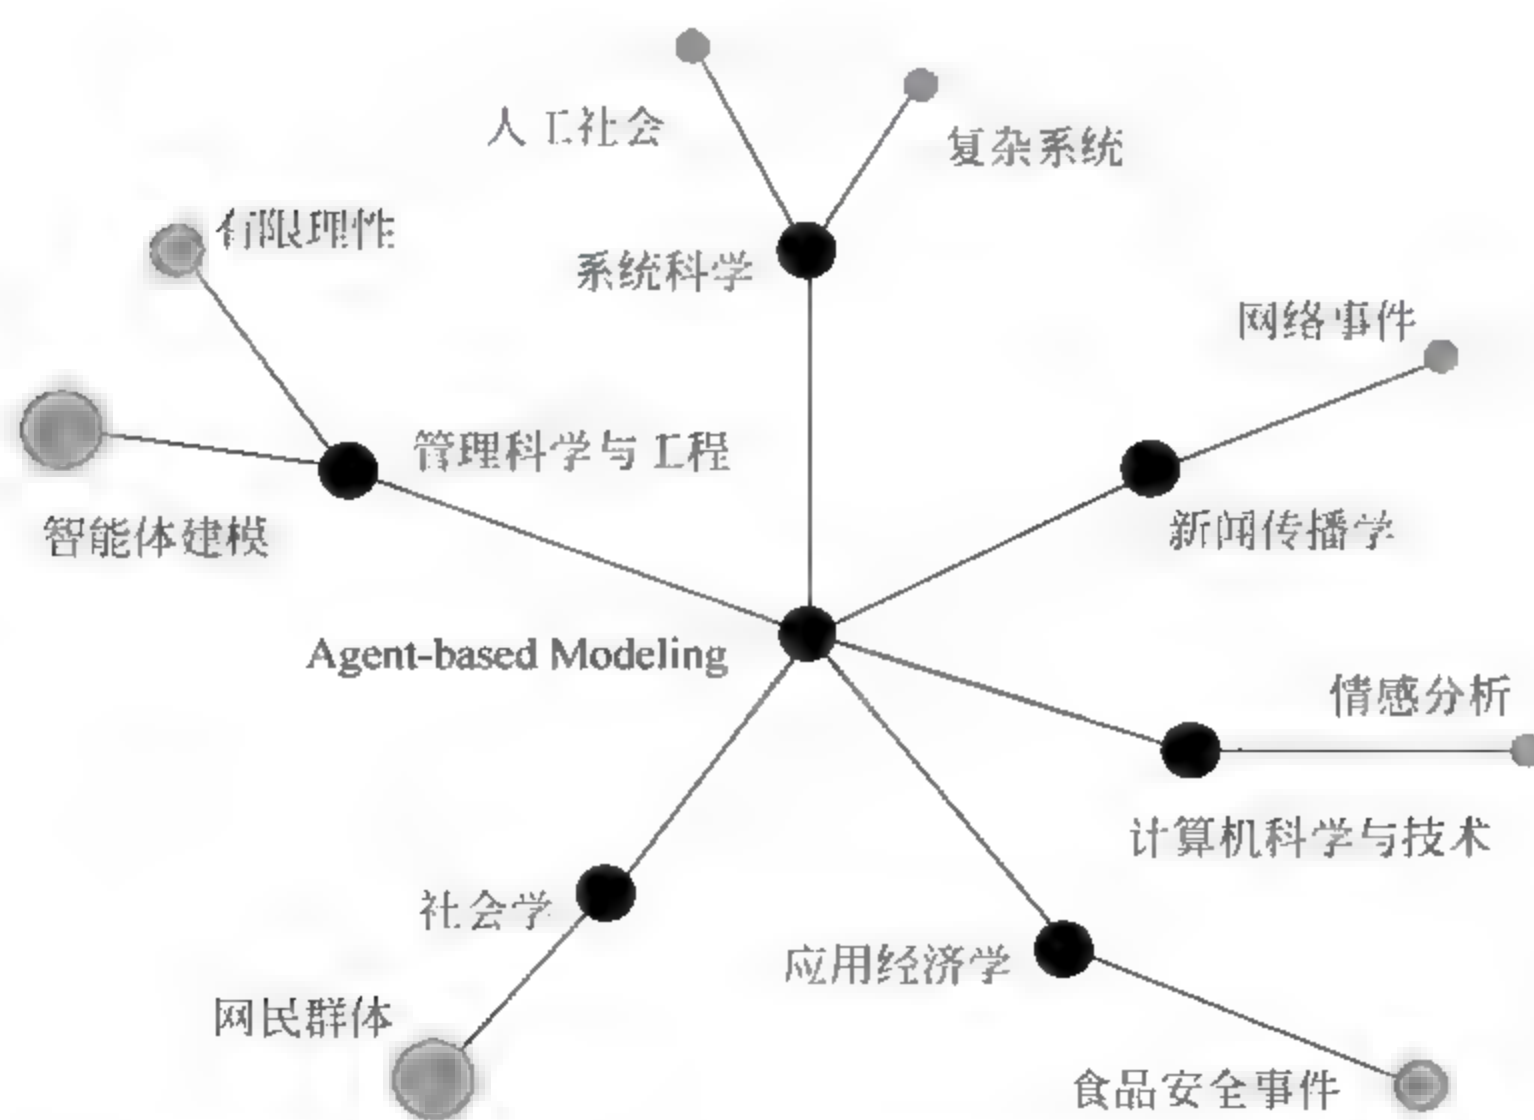 人工社会
复杂系统
有限理性
系统科学
网络事件
管理科学与工程
智能体建模
新闻传播学
Agent-based Modeling
情感分析
计算机科学与技术
社会学
应用经济学
网民群体
食品安全事件